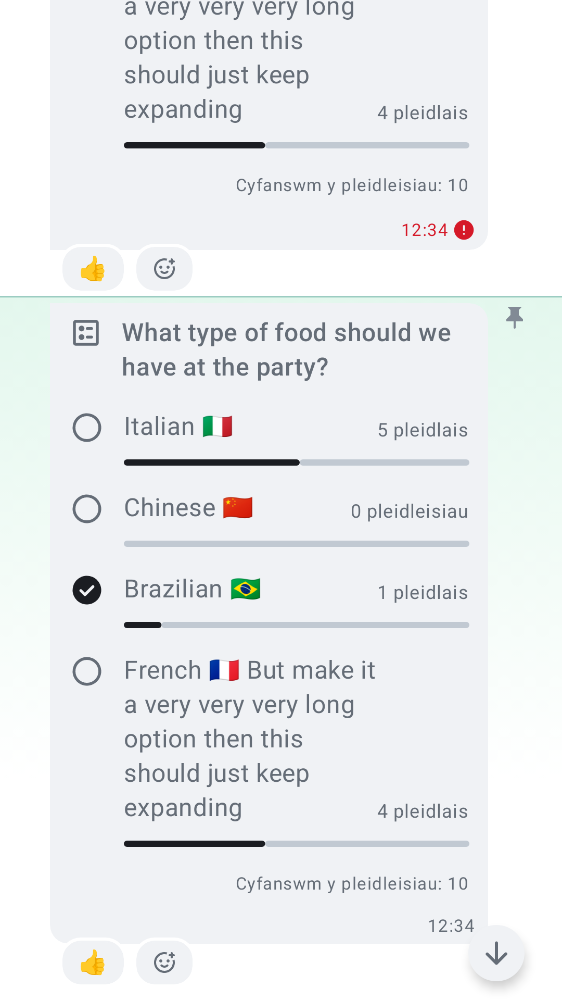 a very very very long
option then this
should just keep
expanding
4 pleidlais
Cyfanswm y pleidleisiau: 10
12:34
What type of food should we
have at the party?
Italian 🇮🇹
5 pleidlais
Chinese 🇨🇳
0 pleidleisiau
Brazilian 🇧🇷
1 pleidlais
French 🇫🇷 But make it
a very very very long
option then this
should just keep
expanding
4 pleidlais
Cyfanswm y pleidleisiau: 10
12:34